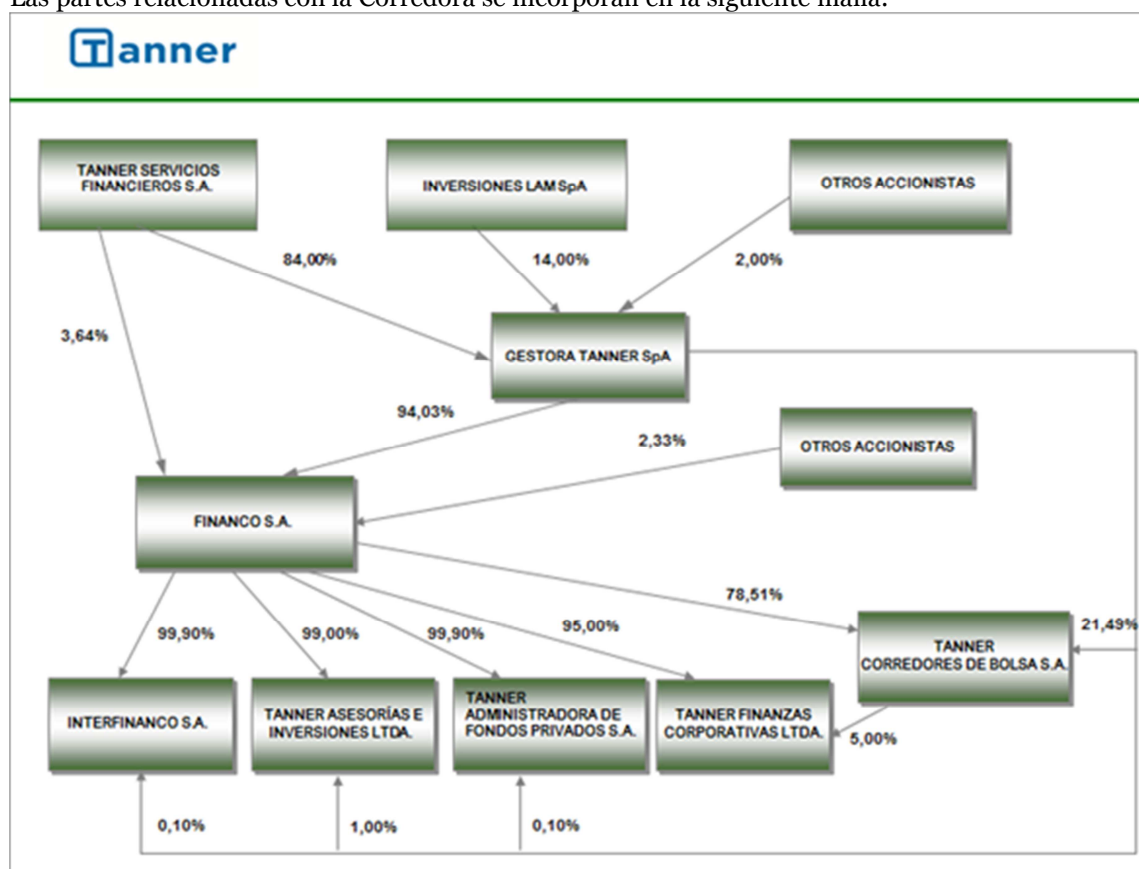 Las partes relacionadas con la Corredora se incorporan en la siguiente malla:
Tanner
TANNER SERVICIOS
FINANCIEROS S.A.
INVERSIONES LAM SpA
OTROS ACCIONISTAS
84,00%
14,00%
2,00%
3,64%
GESTORA TANNER SpA
94,03%
2,33%
OTROS ACCIONISTAS
FINANCO S.A.
78,51%
99,90%
99,00%
99,90%
95,00%
21,49%
TANNER
CORREDORES DE BOLSA S.A.
INTERFINANCO S.A.
TANNER ASESORÍAS E
INVERSIONES LTDA.
TANNER
ADMINISTRADORA DE
FONDOS PRIVADOS S.A.
TANNER FINANZAS
CORPORATIVAS LTDA.
5,00%
0,10%
1,00%
0,10%